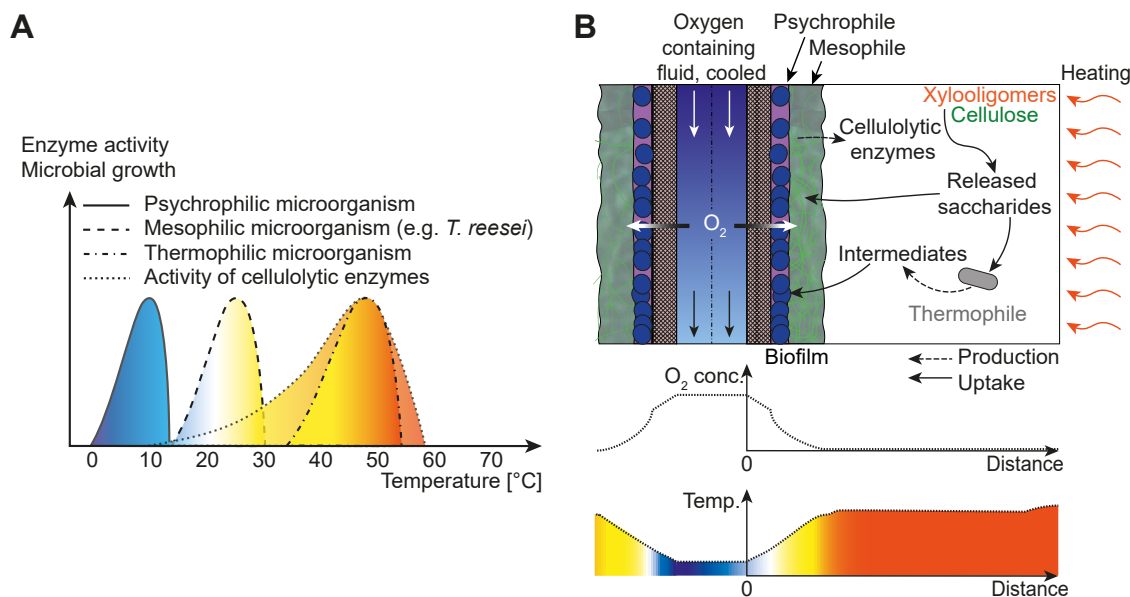 A
Enzyme activity
Microbial growth
Psychrophilic microorganism
Mesophilic microorganism (e.g. T. reesei)
Thermophilic microorganism
Activity of cellulolytic enzymes
0 10 20 30 40 50 60 70
Temperature [°C]
B
Oxygen
containing
fluid, cooled
Psychrophile
Mesophile
Heating
Xylooligomers
Cellulose
Cellulolytic
enzymes
Released
saccharides
O2
Intermediates
Thermophile
Biofilm
Production
Uptake
O2 conc.
0
Distance
Temp.
0
Distance